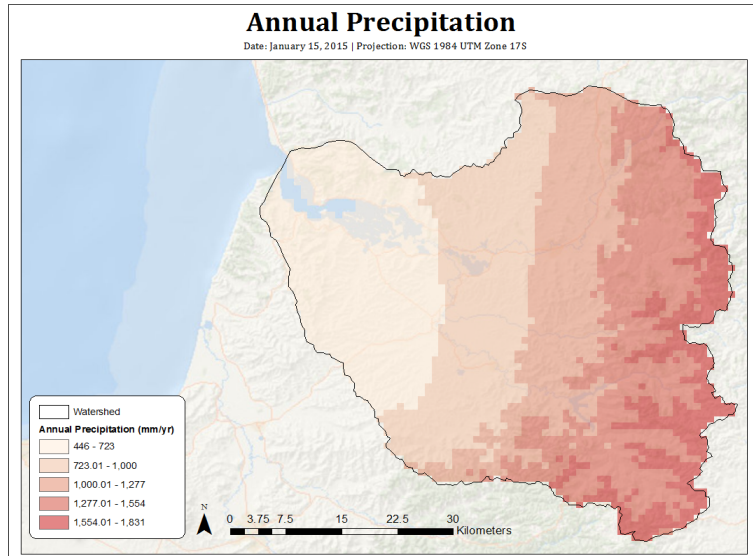 Annual Precipitation
Date: January 15, 2015 | Projection: WGS 1984 UTM Zone 17S
Watershed
Annual Precipitation (mm/yr)
446 - 723
723.01 - 1,000
1,000.01 - 1,277
1,277.01 - 1,554
1,554.01 - 1,831
N
0 3.75 7.5 15 22.5 30
Kilometers